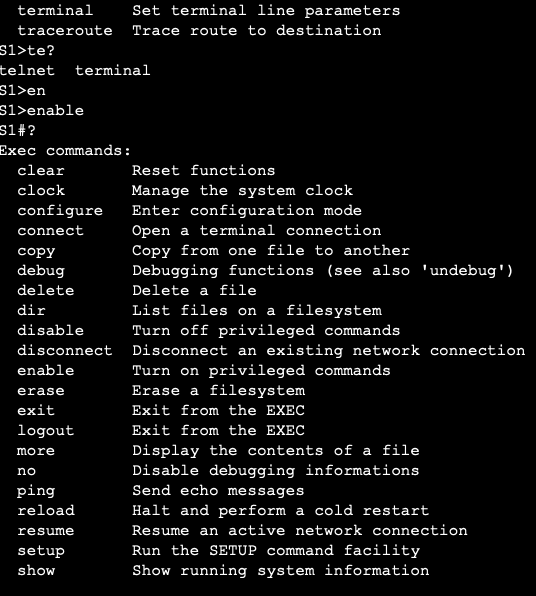 terminal    Set terminal line parameters
traceroute  Trace route to destination
S1>te?
telnet  terminal
S1>en
S1>enable
S1#?
Exec commands:
clear       Reset functions
clock       Manage the system clock
configure   Enter configuration mode
connect     Open a terminal connection
copy        Copy from one file to another
debug       Debugging functions (see also 'undebug')
delete      Delete a file
dir         List files on a filesystem
disable     Turn off privileged commands
disconnect  Disconnect an existing network connection
enable      Turn on privileged commands
erase       Erase a filesystem
exit        Exit from the EXEC
logout      Exit from the EXEC
more        Display the contents of a file
no          Disable debugging informations
ping        Send echo messages
reload      Halt and perform a cold restart
resume      Resume an active network connection
setup       Run the SETUP command facility
show        Show running system information